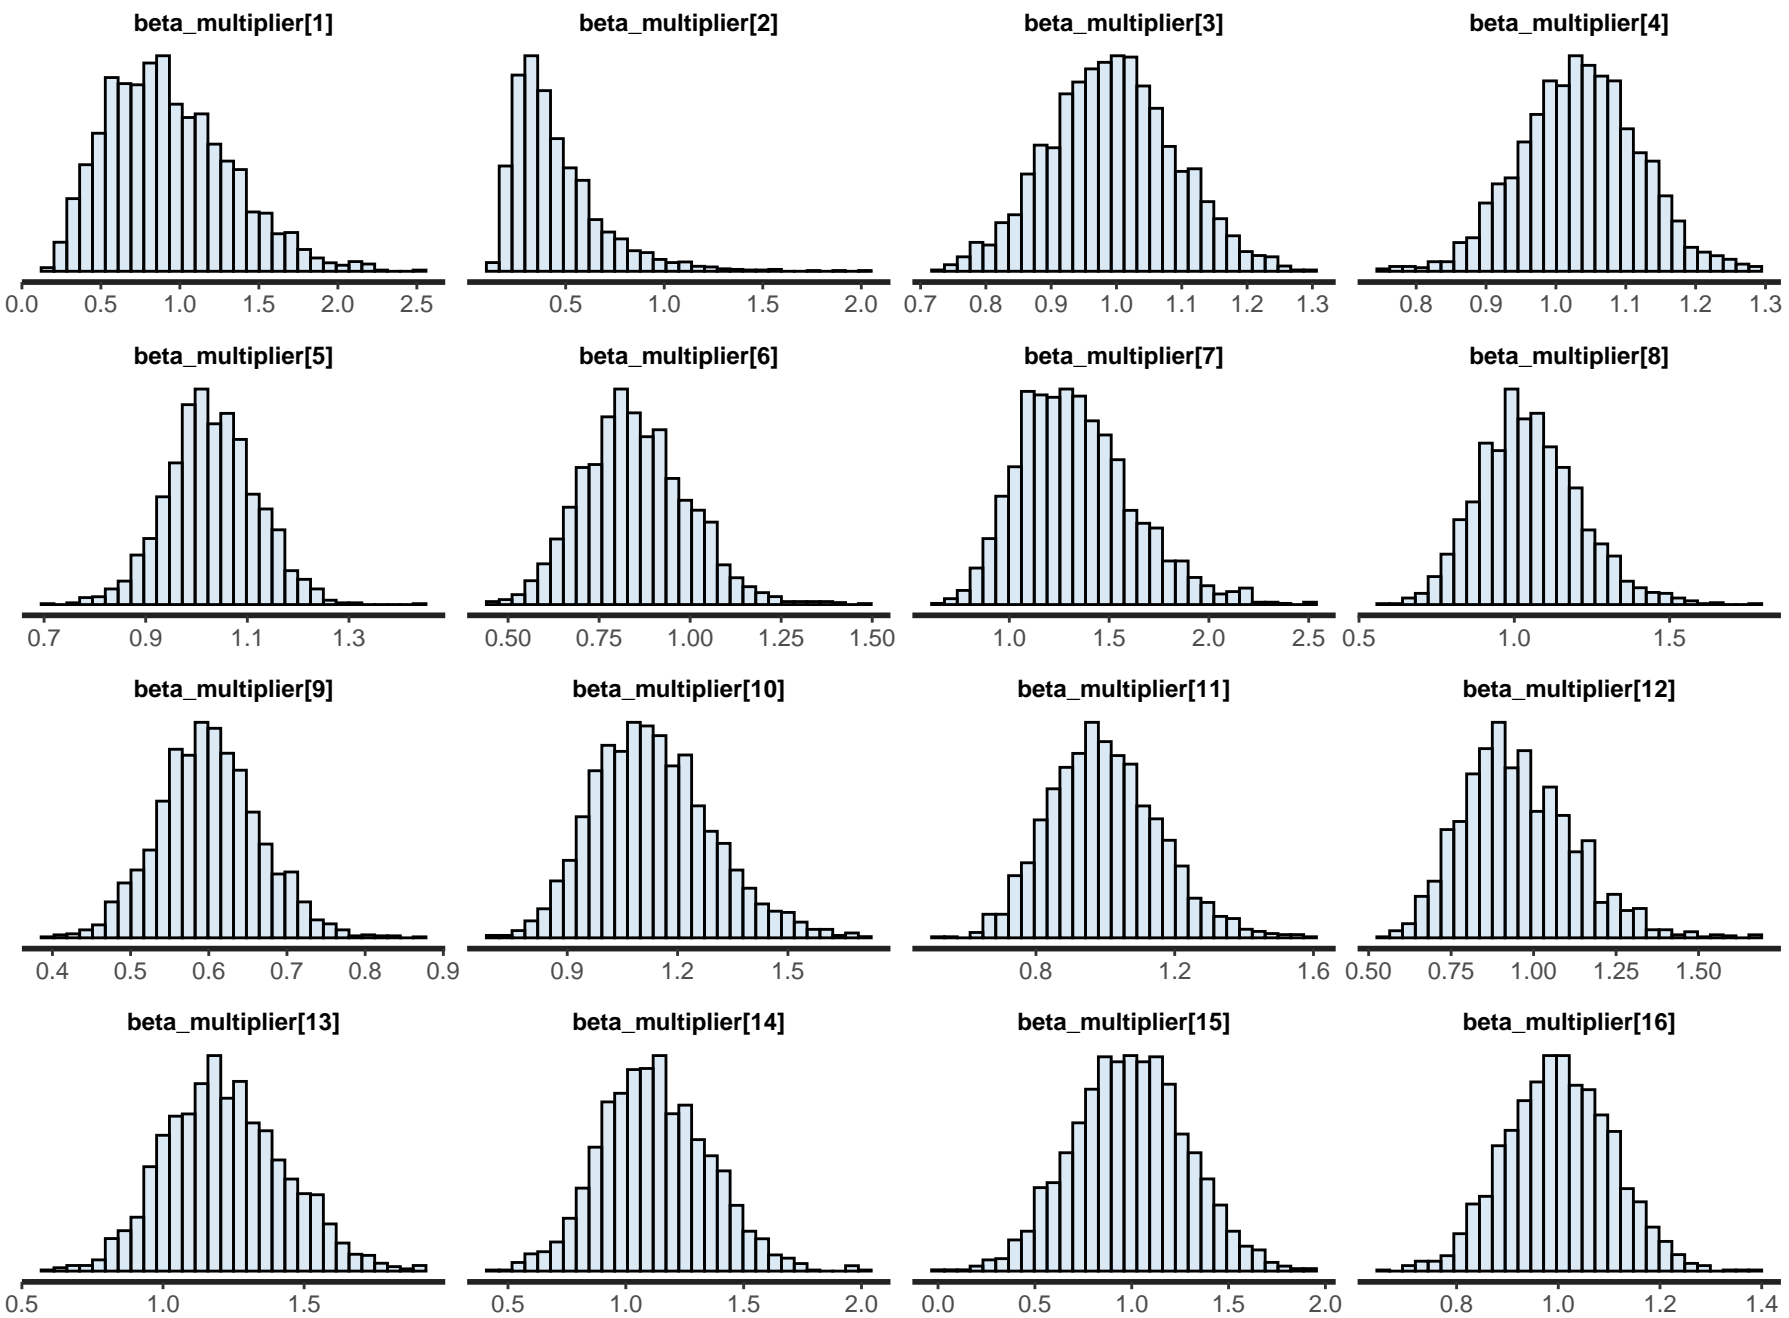 beta_multiplier[1] beta_multiplier[2] beta_multiplier[3] beta_multiplier[4]
0.0 0.5 1.0 1.5 2.0 2.5 0.5 1.0 1.5 2.0 0.7 0.8 0.9 1.0 1.1 1.2 1.3 0.8 0.9 1.0 1.1 1.2 1.3
beta_multiplier[5] beta_multiplier[6] beta_multiplier[7] beta_multiplier[8]
0.7 0.9 1.1 1.3 0.50 0.75 1.00 1.25 1.50 1.0 1.5 2.0 2.5 0.5 1.0 1.5
beta_multiplier[9] beta_multiplier[10] beta_multiplier[11] beta_multiplier[12]
0.4 0.5 0.6 0.7 0.8 0.9 0.9 1.2 1.5 0.8 1.2 1.6 0.50 0.75 1.00 1.25 1.50
beta_multiplier[13] beta_multiplier[14] beta_multiplier[15] beta_multiplier[16]
0.5 1.0 1.5 0.5 1.0 1.5 2.0 0.0 0.5 1.0 1.5 2.0 0.8 1.0 1.2 1.4